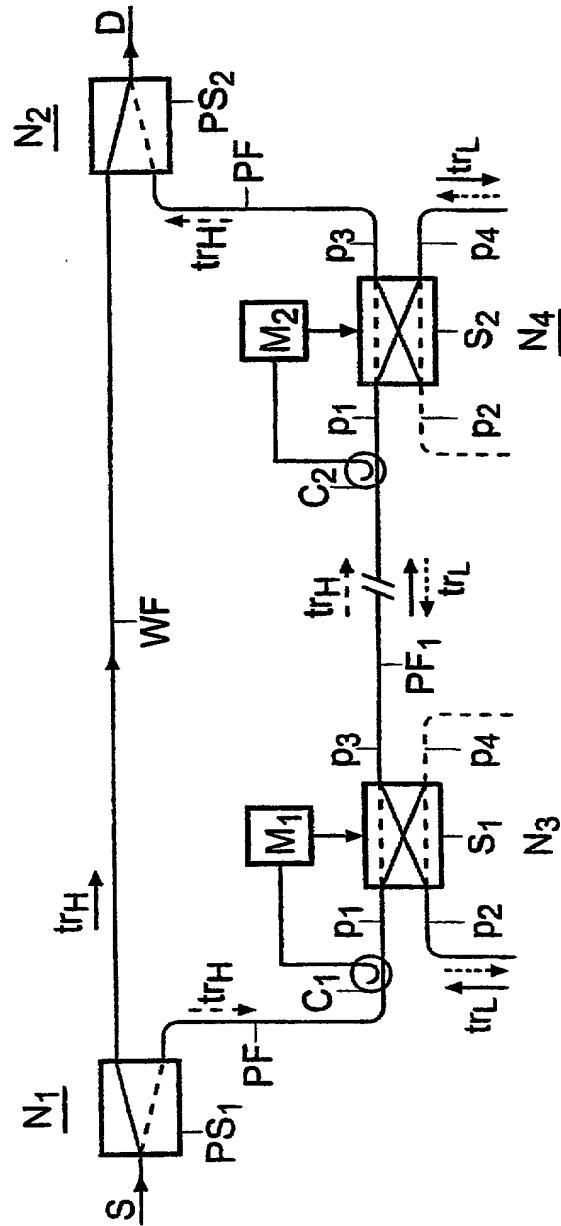 N1
N2
S
PS1
trH
WF
PS2
D
PF
trH
C1
M1
p1
p2
trL
S1
N3
p3
p4
PF1
trH
trL
C2
M2
p1
p2
S2
N4
p3
p4
trH
PF
trL